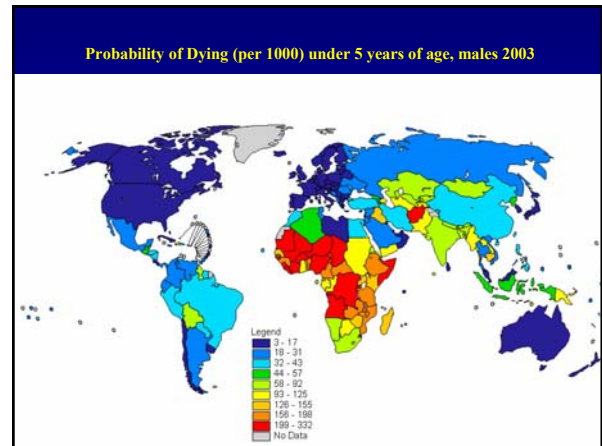 Probability of Dying (per 1000) under 5 years of age, males 2003
Legend
3 - 17
18 - 31
32 - 43
44 - 57
58 - 92
93 - 125
126 - 155
156 - 198
199 - 332
No Data